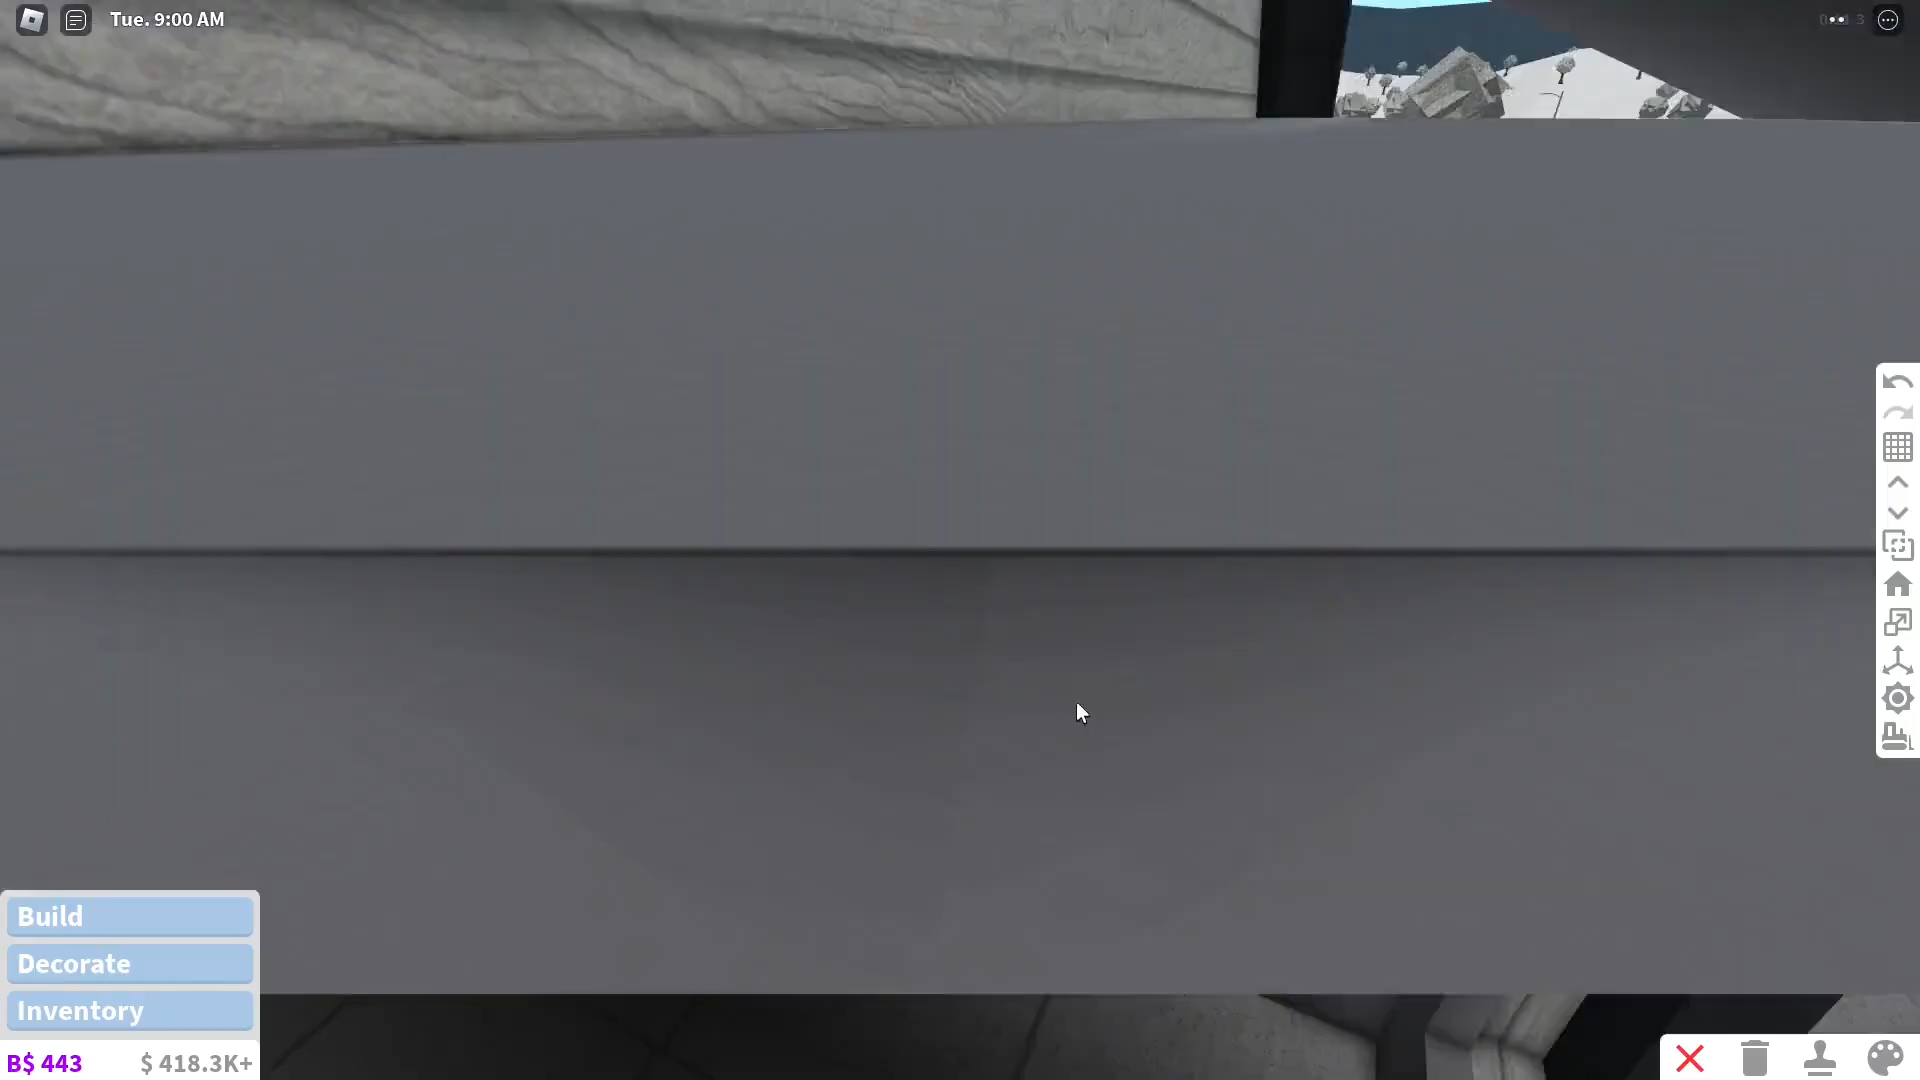 Tue. 9:00 AM
Build
Decorate
Inventory
B$ 443
$ 418.3K+